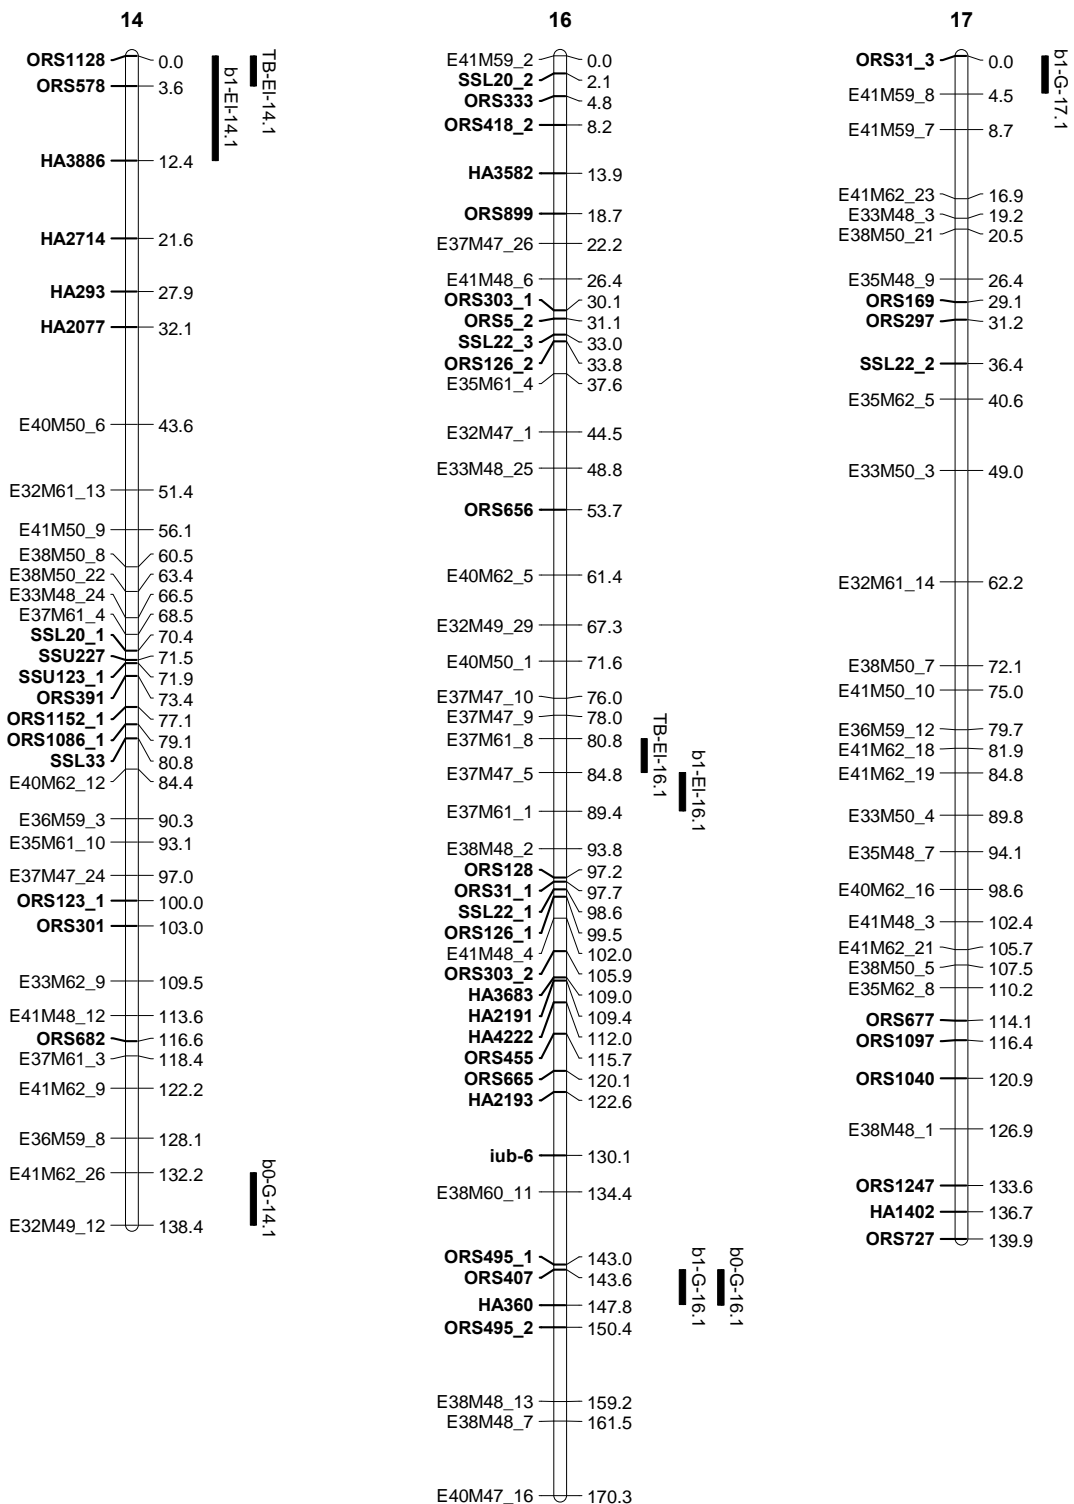 14
ORS1128 0.0
ORS578 3.6
HA3886 12.4
HA2714 21.6
HA293 27.9
HA2077 32.1
E40M50_6 43.6
E32M61_13 51.4
E41M50_9 56.1
E38M50_8 60.5
E38M50_22 63.4
E33M48_24 66.5
E37M61_4 68.5
SSL20_1 70.4
SSU227 71.5
SSU123_1 71.9
ORS391 73.4
ORS1152_1 77.1
ORS1086_1 79.1
SSL33 80.8
E40M62_12 84.4
E36M59_3 90.3
E35M61_10 93.1
E37M47_24 97.0
ORS123_1 100.0
ORS301 103.0
E33M62_9 109.5
E41M48_12 113.6
ORS682 116.6
E37M61_3 118.4
E41M62_9 122.2
E36M59_8 128.1
E41M62_26 132.2
E32M49_12 138.4
b1-EI-14.1
TB-EI-14.1
b0-G-14.1
16
E41M59_2 0.0
SSL20_2 2.1
ORS333 4.8
ORS418_2 8.2
HA3582 13.9
ORS899 18.7
E37M47_26 22.2
E41M48_6 26.4
ORS303_1 30.1
ORS5_2 31.1
SSL22_3 33.0
ORS126_2 33.8
E35M61_4 37.6
E32M47_1 44.5
E33M48_25 48.8
ORS656 53.7
E40M62_5 61.4
E32M49_29 67.3
E40M50_1 71.6
E37M47_10 76.0
E37M47_9 78.0
E37M61_8 80.8
E37M47_5 84.8
E37M61_1 89.4
E38M48_2 93.8
ORS128 97.2
ORS31_1 97.7
SSL22_1 98.6
ORS126_1 99.5
E41M48_4 102.0
ORS303_2 105.9
HA3683 109.0
HA2191 109.4
HA4222 112.0
ORS455 115.7
ORS665 120.1
HA2193 122.6
iub-6 130.1
E38M60_11 134.4
ORS495_1 143.0
ORS407 143.6
HA360 147.8
ORS495_2 150.4
E38M48_13 159.2
E38M48_7 161.5
E40M47_16 170.3
TB-EI-16.1
b1-EI-16.1
b1-G-16.1
b0-G-16.1
17
ORS31_3 0.0
E41M59_8 4.5
E41M59_7 8.7
E41M62_23 16.9
E33M48_3 19.2
E38M50_21 20.5
E35M48_9 26.4
ORS169 29.1
ORS297 31.2
SSL22_2 36.4
E35M62_5 40.6
E33M50_3 49.0
E32M61_14 62.2
E38M50_7 72.1
E41M50_10 75.0
E36M59_12 79.7
E41M62_18 81.9
E41M62_19 84.8
E33M50_4 89.8
E35M48_7 94.1
E40M62_16 98.6
E41M48_3 102.4
E41M62_21 105.7
E38M50_5 107.5
E35M62_8 110.2
ORS677 114.1
ORS1097 116.4
ORS1040 120.9
E38M48_1 126.9
ORS1247 133.6
HA1402 136.7
ORS727 139.9
b1-G-17.1